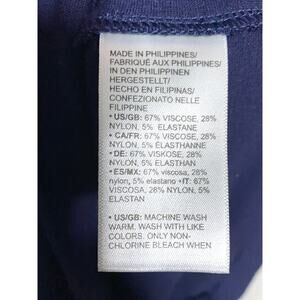 MADE IN PHILIPPINES/
FABRIQUÉ AUX PHILIPPINES/
IN DEN PHILIPPINEN
HERGESTELLT/
HECHO EN FILIPINAS/
CONFEZIONATO NELLE
FILIPPINE
• US/GB: 67% VISCOSE, 28%
NYLON, 5% ELASTANE
• CA/FR: 67% VISCOSE, 28%
NYLON, 5% ÉLASTHANNE
• DE: 67% VISKOSE, 28%
NYLON, 5% ELASTHAN
• ES/MX: 67% viscosa, 28%
nylon, 5% elastano • IT: 67%
VISCOSA, 28% NYLON, 5%
ELASTAN
• US/GB: MACHINE WASH
WARM. WASH WITH LIKE
COLORS. ONLY NON-
CHLORINE BLEACH WHEN